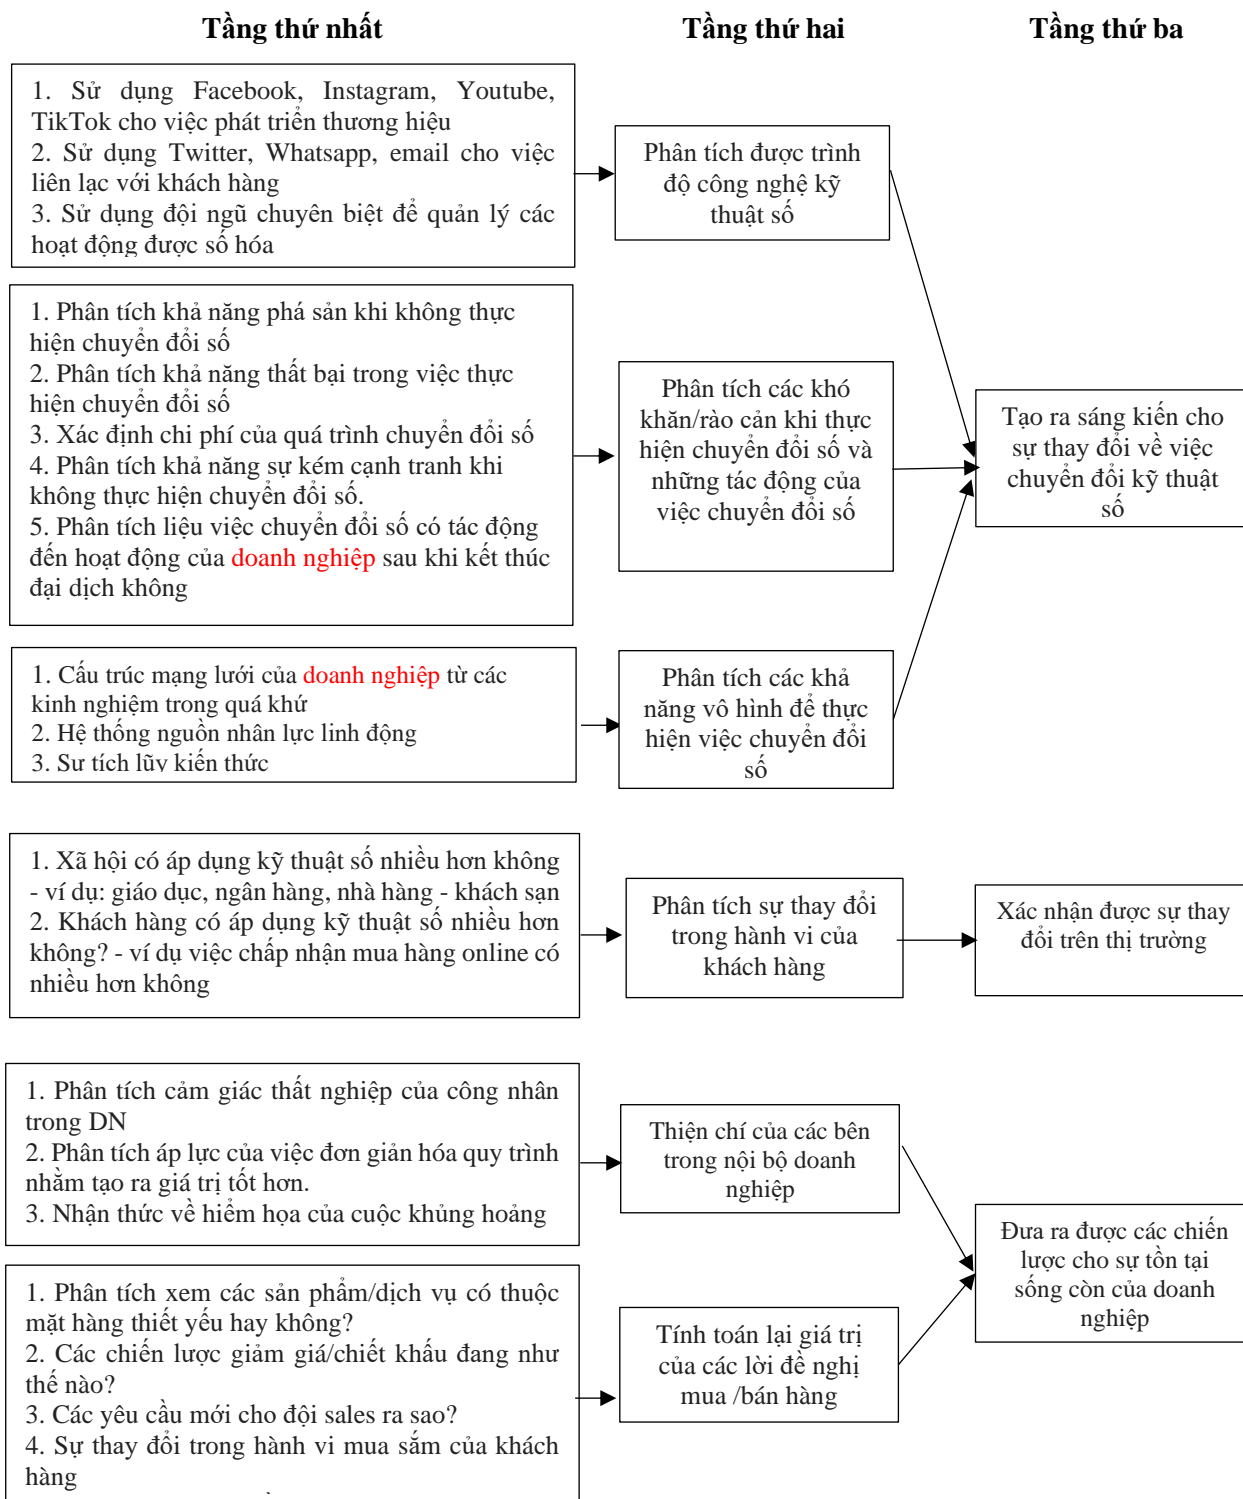 Tầng thứ nhất
Tầng thứ hai
Tầng thứ ba
1. Sử dụng Facebook, Instagram, Youtube,
TikTok cho việc phát triển thương hiệu
2. Sử dụng Twitter, Whatsapp, email cho việc
liên lạc với khách hàng
3. Sử dụng đội ngũ chuyên biệt để quản lý các
hoạt động được số hóa
Phân tích được trình
độ công nghệ kỹ
thuật số
1. Phân tích khả năng phá sản khi không thực
hiện chuyển đổi số
2. Phân tích khả năng thất bại trong việc thực
hiện chuyển đổi số
3. Xác định chi phí của quá trình chuyển đổi số
4. Phân tích khả năng sự kém cạnh tranh khi
không thực hiện chuyển đổi số.
5. Phân tích liệu việc chuyển đổi số có tác động
đến hoạt động của doanh nghiệp sau khi kết thúc
đại dịch không
Phân tích các khó
khăn/rào cản khi thực
hiện chuyển đổi số và
những tác động của
việc chuyển đổi số
Tạo ra sáng kiến cho
sự thay đổi về việc
chuyển đổi kỹ thuật
số
1. Cấu trúc mạng lưới của doanh nghiệp từ các
kinh nghiệm trong quá khứ
2. Hệ thống nguồn nhân lực linh động
3. Sự tích lũy kiến thức
Phân tích các khả
năng vô hình để thực
hiện việc chuyển đổi
số
1. Xã hội có áp dụng kỹ thuật số nhiều hơn không
- ví dụ: giáo dục, ngân hàng, nhà hàng - khách sạn
2. Khách hàng có áp dụng kỹ thuật số nhiều hơn
không? - ví dụ việc chấp nhận mua hàng online có
nhiều hơn không
Phân tích sự thay đổi
trong hành vi của
khách hàng
Xác nhận được sự thay
đổi trên thị trường
1. Phân tích cảm giác thất nghiệp của công nhân
trong DN
2. Phân tích áp lực của việc đơn giản hóa quy trình
nhằm tạo ra giá trị tốt hơn.
3. Nhận thức về hiểm họa của cuộc khủng hoảng
Thiện chí của các bên
trong nội bộ doanh
nghiệp
Đưa ra được các chiến
lược cho sự tồn tại
sống còn của doanh
nghiệp
1. Phân tích xem các sản phẩm/dịch vụ có thuộc
mặt hàng thiết yếu hay không?
2. Các chiến lược giảm giá/chiết khấu đang như
thế nào?
3. Các yêu cầu mới cho đội sales ra sao?
4. Sự thay đổi trong hành vi mua sắm của khách
hàng
Tính toán lại giá trị
của các lời đề nghị
mua /bán hàng